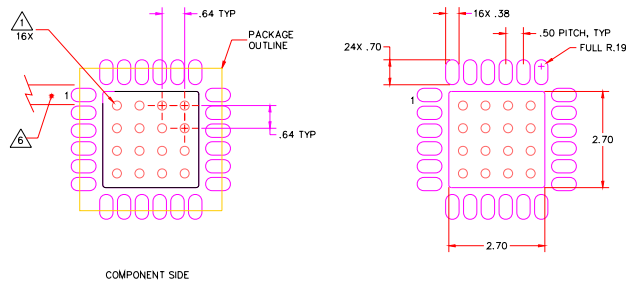 1
16X
.64 TYP
PACKAGE
OUTLINE
1
6
.64 TYP
COMPONENT SIDE
16X .38
24X .70
.50 PITCH, TYP
FULL R.19
1
2.70
2.70